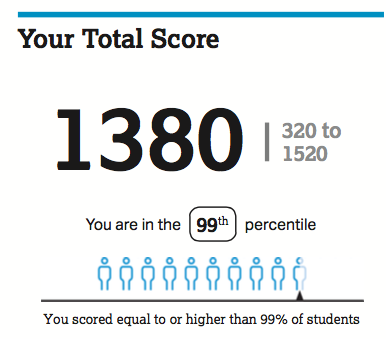 Your Total Score
1380
320 to
1520
You are in the 99th percentile
You scored equal to or higher than 99% of students